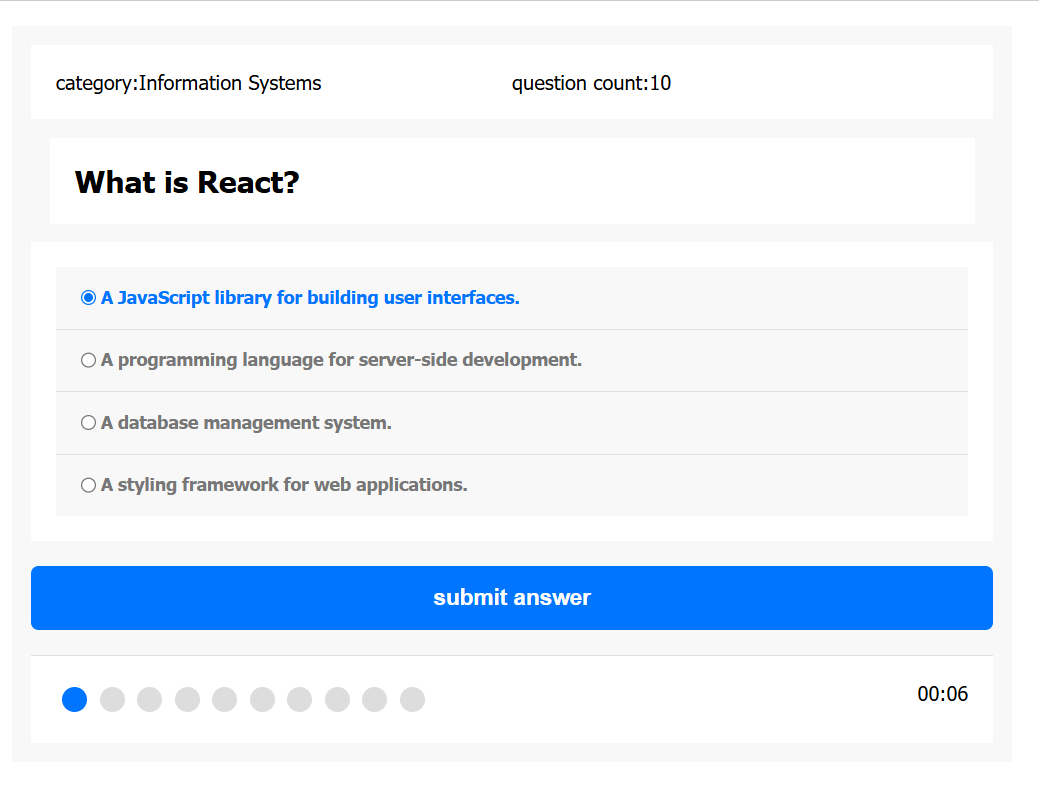 category:Information Systems
question count:10
What is React?
A JavaScript library for building user interfaces.
A programming language for server-side development.
A database management system.
A styling framework for web applications.
submit answer
00:06